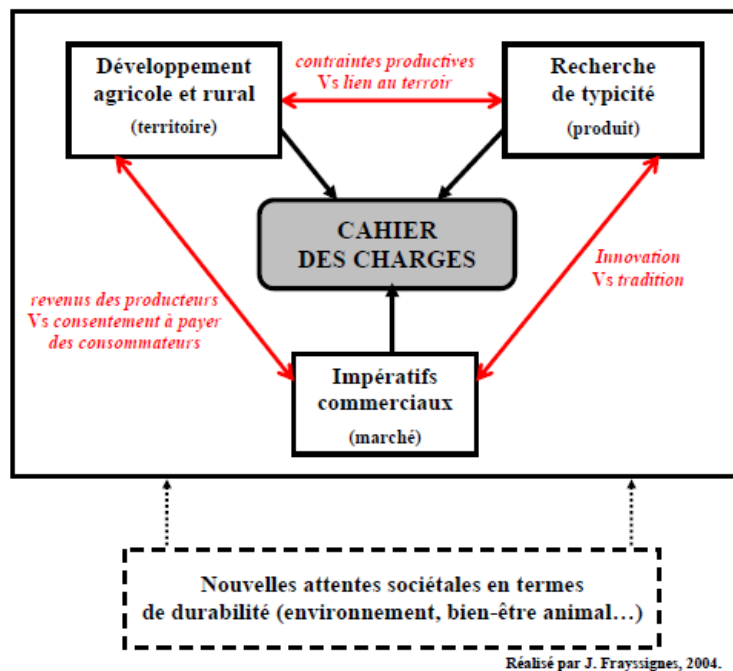 Développement
agricole et rural
(territoire)
contraintes productives
Vs lien au terroir
Recherche
de typicité
(produit)
CAHIER
DES CHARGES
revenus des producteurs
Vs consentement à payer
des consommateurs
Innovation
Vs tradition
Impératifs
commerciaux
(marché)
Nouvelles attentes sociétales en termes
de durabilité (environnement, bien-être animal…)
Réalisé par J. Frayssignes, 2004.